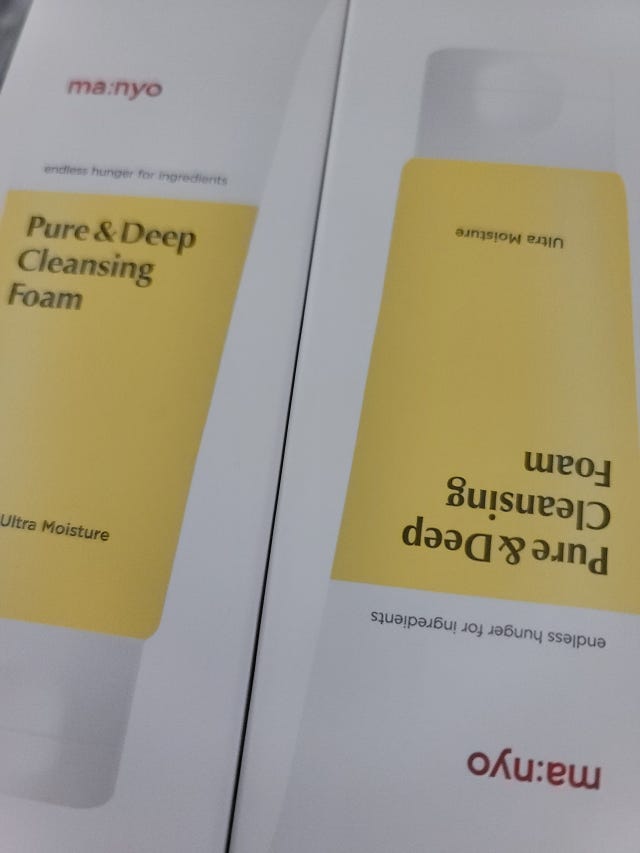 ma:nyo
endless hunger for ingredients
Pure & Deep
Cleansing
Foam
Ultra Moisture
ma:nyo
endless hunger for ingredients
Pure & Deep
Cleansing
Foam
Ultra Moisture